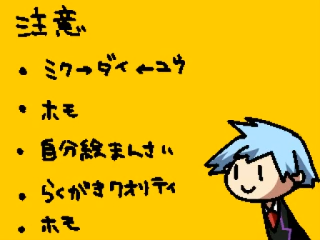 注意
・ミク→ダイ←ユウ
・ホモ
・自分絵まんさい
・らくがきクオリティ
・ホモ